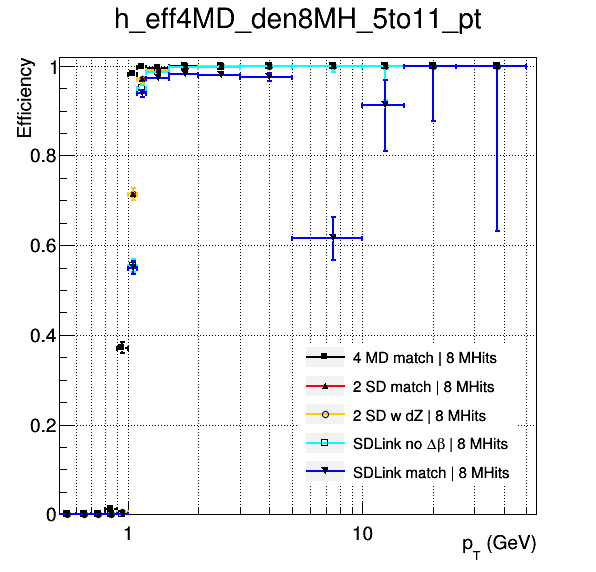 h_eff4MD_den8MH_5to11_pt
Efficiency
1
0.8
0.6
0.4
0.2
0
4 MD match | 8 MHits
2 SD match | 8 MHits
2 SD w dZ | 8 MHits
SDLink no Δβ | 8 MHits
SDLink match | 8 MHits
1
10
p_T (GeV)